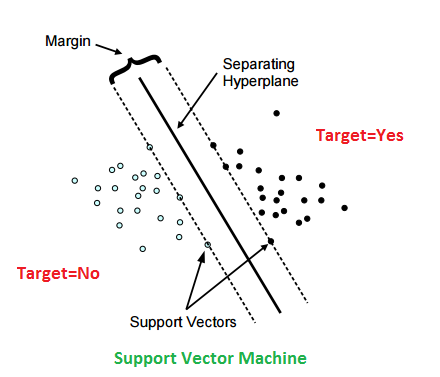 Margin
Separating
Hyperplane
Target=Yes
Target=No
Support Vectors
Support Vector Machine